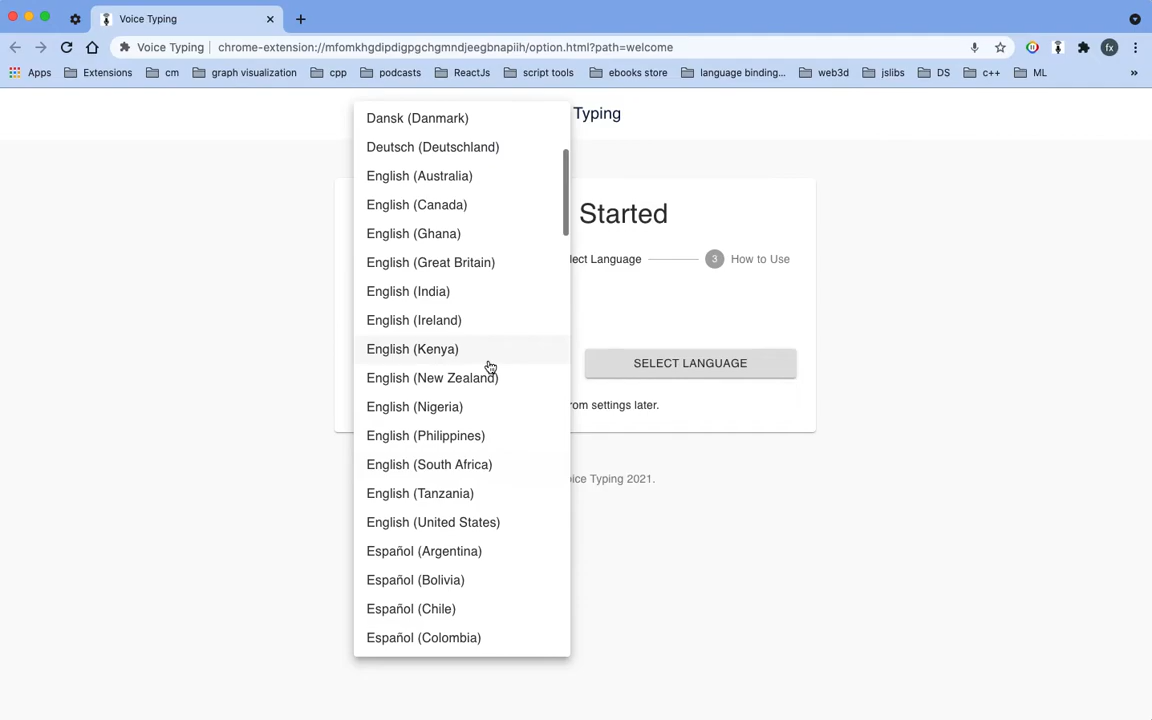 Voice Typing
Voice Typing chrome-extension://mfomkhgdipdigpgchgmndjeegbnapiih/option.html?path=welcome
fx
Apps Extensions cm graph visualization cpp podcasts ReactJs script tools ebooks store language binding... web3d jslibs DS c++ ML »
Typing
Started
lect Language 3 How to Use
Dansk (Danmark)
Deutsch (Deutschland)
English (Australia)
English (Canada)
English (Ghana)
English (Great Britain)
English (India)
English (Ireland)
English (Kenya)
English (New Zealand)
English (Nigeria)
English (Philippines)
English (South Africa)
English (Tanzania)
English (United States)
Español (Argentina)
Español (Bolivia)
Español (Chile)
Español (Colombia)
SELECT LANGUAGE
rom settings later.
oice Typing 2021.